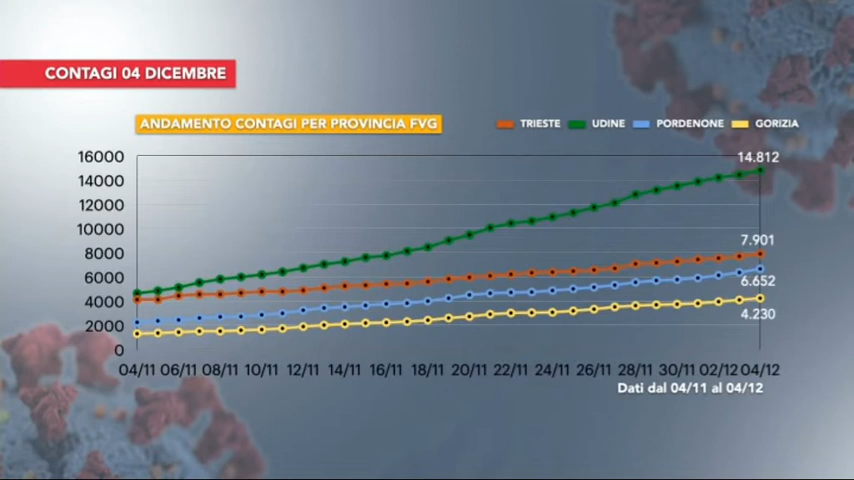 CONTAGI 04 DICEMBRE
ANDAMENTO CONTAGI PER PROVINCIA FVG
TRIESTE UDINE PORDENONE GORIZIA
16000
14.812
14000
12000
10000
8000
7.901
6000
6.652
4000
4.230
2000
0
04/11 06/11 08/11 10/11 12/11 14/11 16/11 18/11 20/11 22/11 24/11 26/11 28/11 30/11 02/12 04/12
Dati dal 04/11 al 04/12